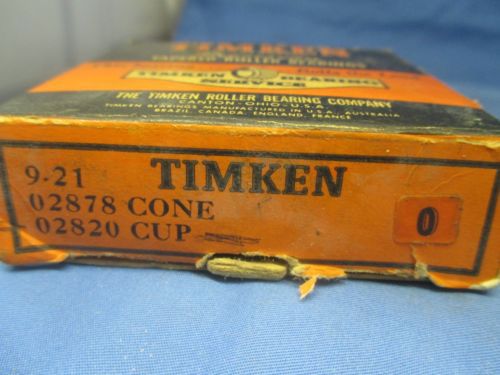 TIMKEN
TAPERED ROLLER BEARINGS
TIMKEN BEARING
SERVICE
THE TIMKEN ROLLER BEARING COMPANY
CANTON·OHIO·U·S·A
TIMKEN BEARINGS MANUFACTURED IN U.S.A. AUSTRALIA
BRAZIL, CANADA, ENGLAND, FRANCE
9-21 TIMKEN
02878 CONE
02820 CUP
0